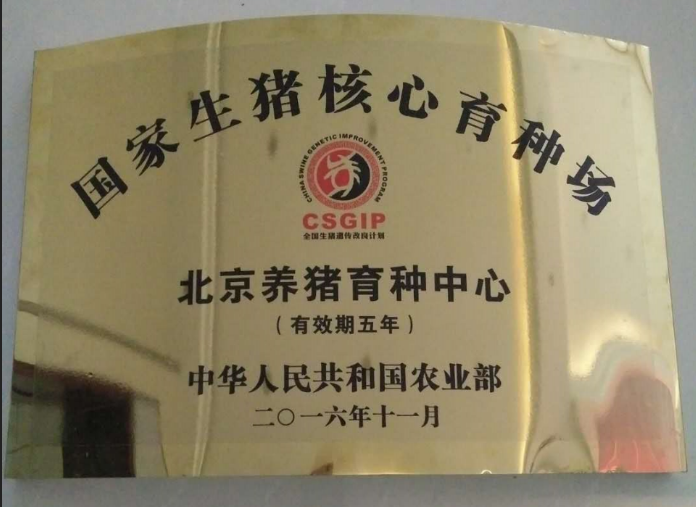 国家生猪核心育种场
CHINA SWINE GENETIC IMPROVEMENT PROGRAM
CSGIP
全国生猪遗传改良计划
北京养猪育种中心
（有效期五年）
中华人民共和国农业部
二〇一六年十一月